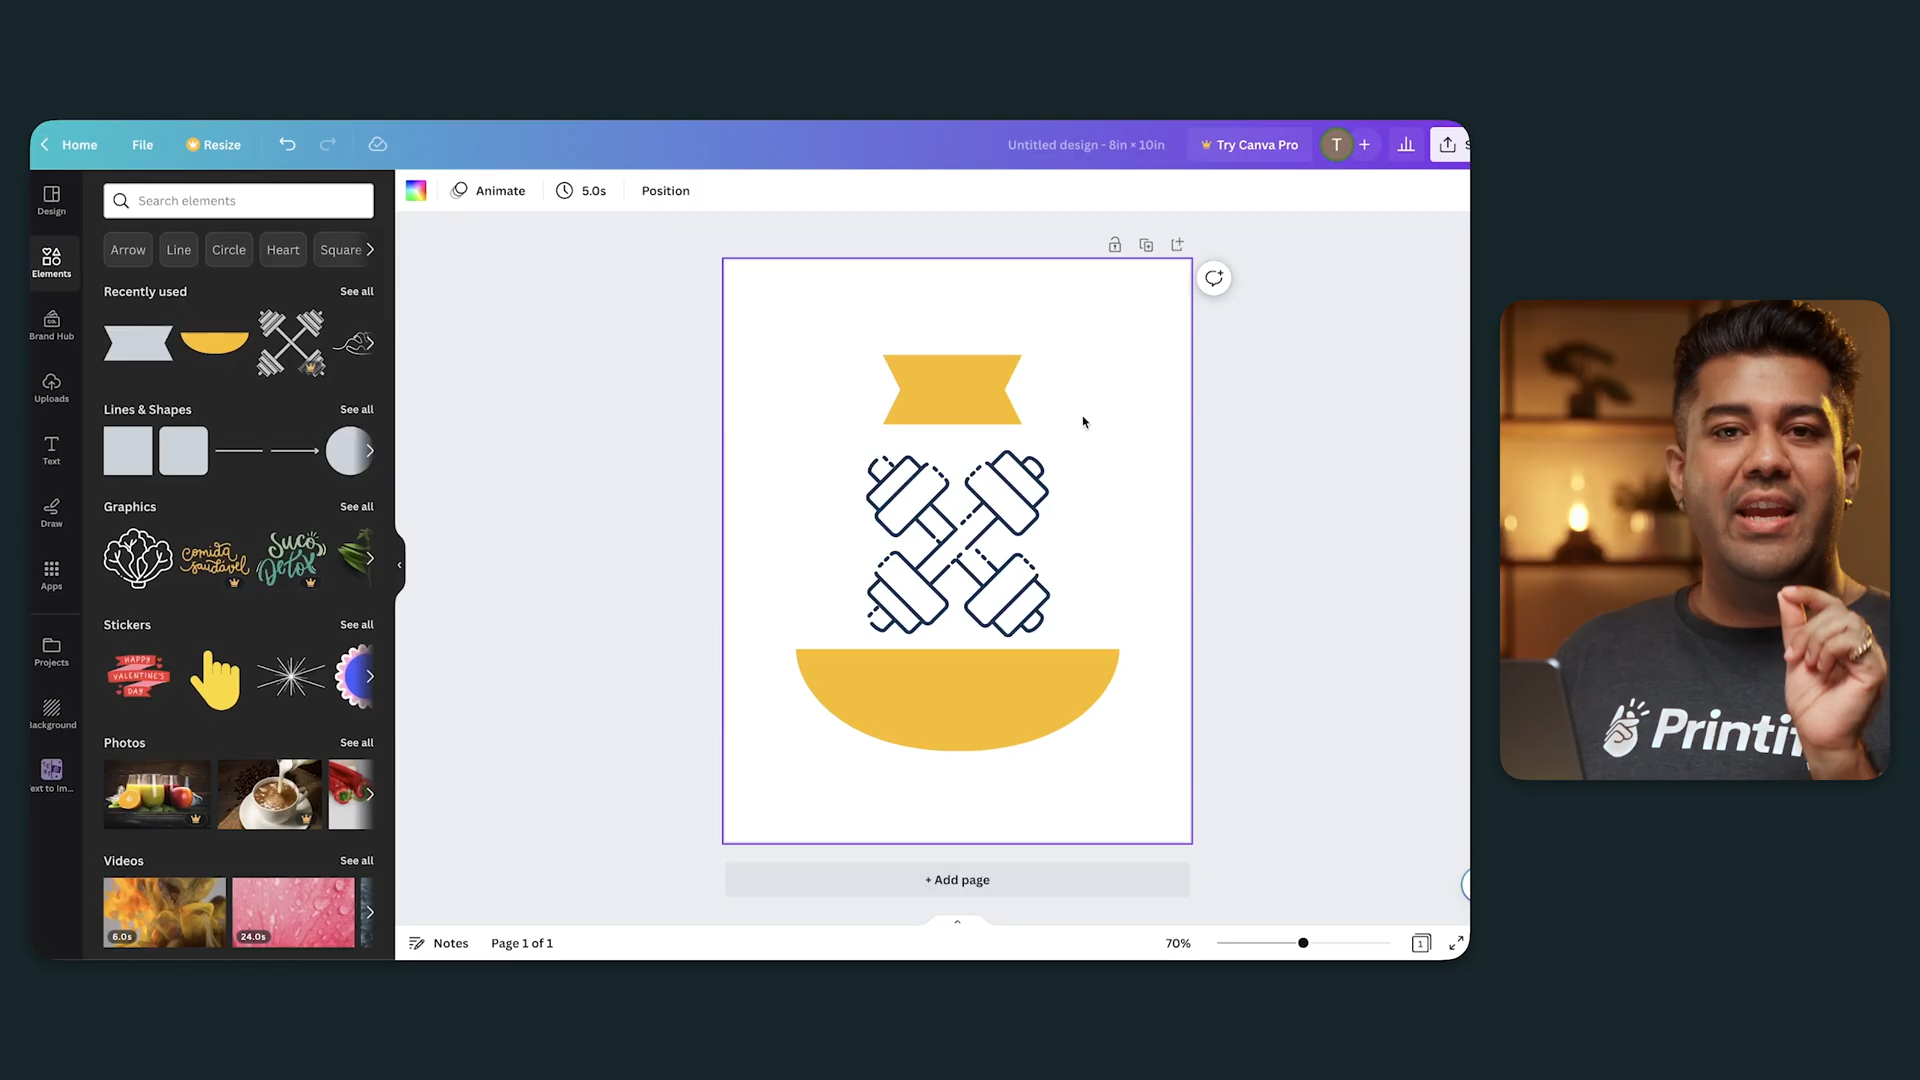 Home
File
Resize
Untitled design - 8in × 10in
Try Canva Pro
T
+
Design
Elements
Brand Hub
Uploads
Text
Draw
Apps
Projects
Background
ext to Im...
Search elements
Arrow
Line
Circle
Heart
Square
Recently used
See all
Lines & Shapes
See all
Graphics
See all
comida saudável
Suco Detox
Stickers
See all
HAPPY
VALENTINE'S
DAY
Photos
See all
Videos
See all
6.0s
24.0s
Animate
5.0s
Position
+ Add page
Notes
Page 1 of 1
70%
1
Printi